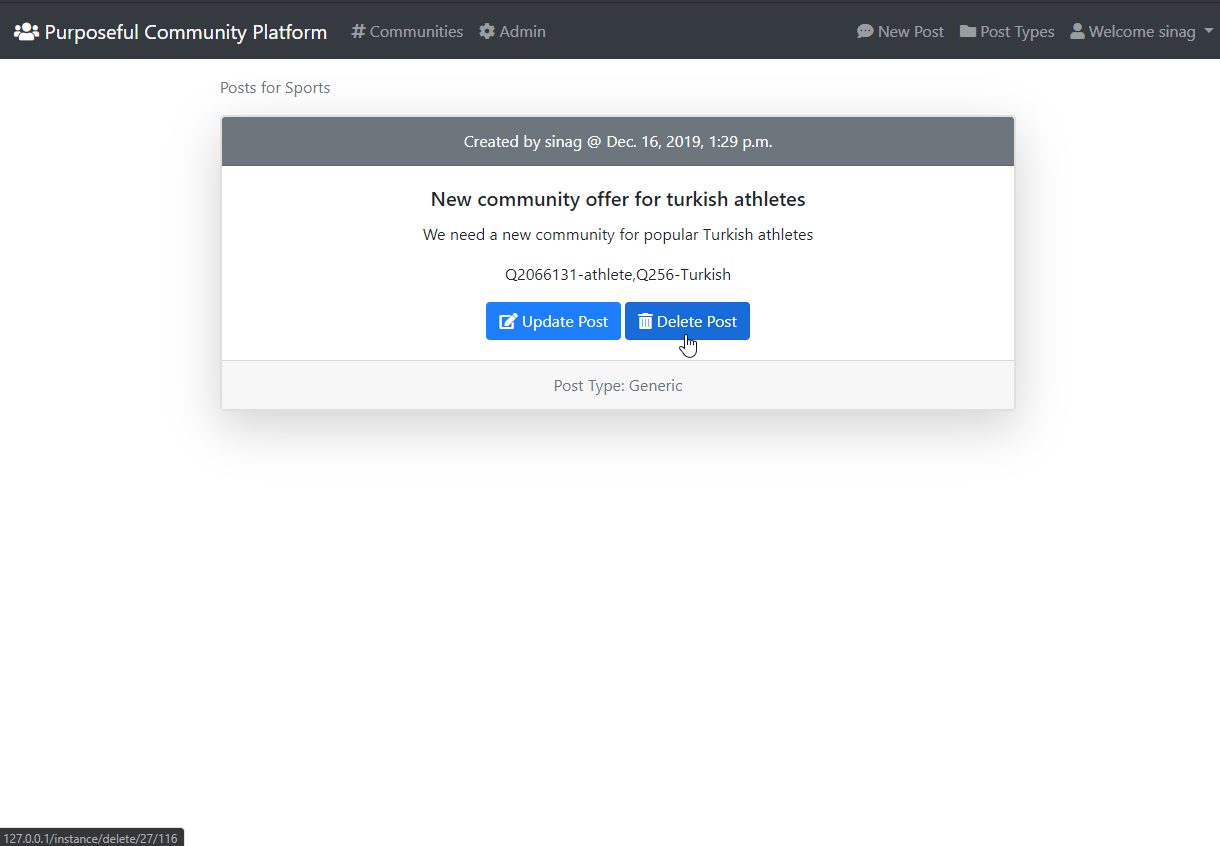 Purposeful Community Platform Communities Admin New Post Post Types Welcome sinag
Posts for Sports
Created by sinag @ Dec. 16, 2019, 1:29 p.m.
New community offer for turkish athletes
We need a new community for popular Turkish athletes
Q2066131-athlete,Q256-Turkish
Update Post Delete Post
Post Type: Generic
127.0.0.1/instance/delete/27/116